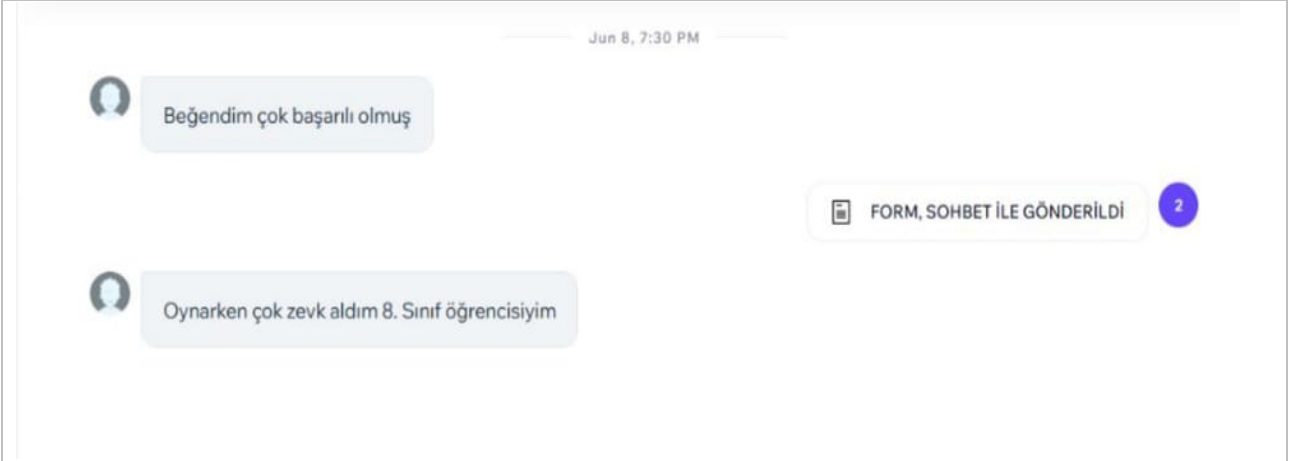 Jun 8, 7:30 PM
Beğendim çok başarılı olmuş
FORM, SOHBET İLE GÖNDERİLDİ
2
Oynarken çok zevk aldım 8. Sınıf öğrencisiyim